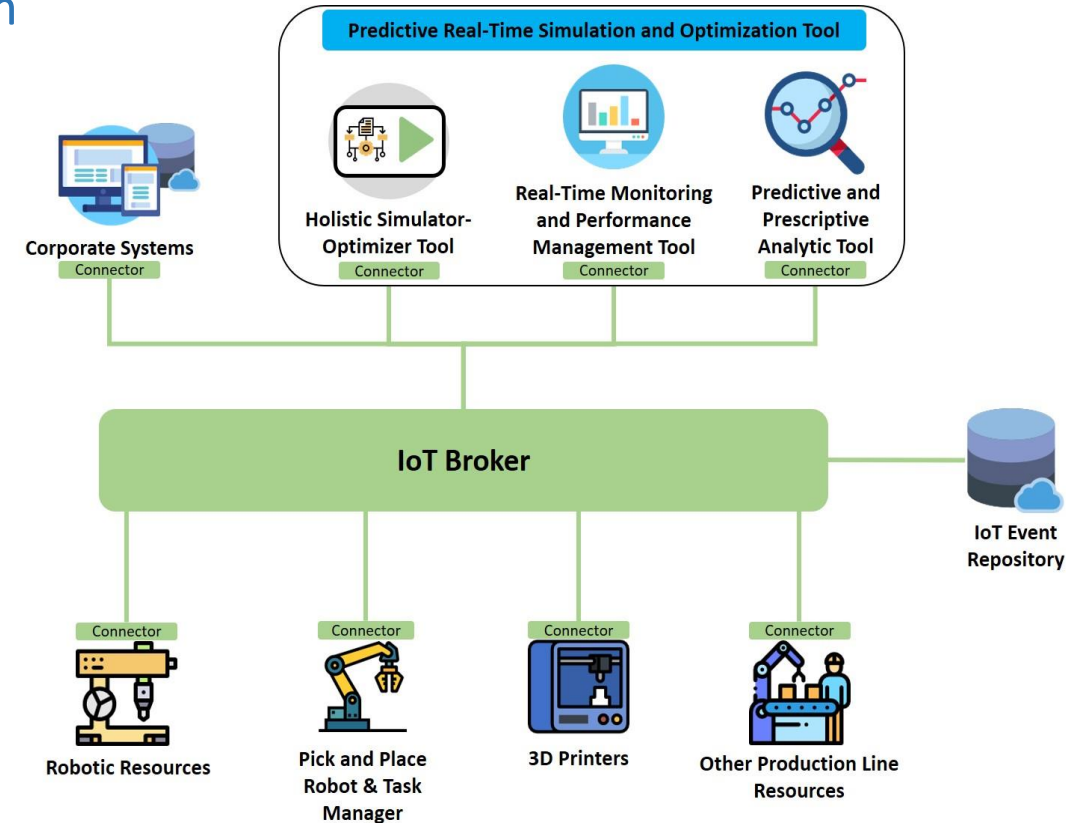 n
Predictive Real-Time Simulation and Optimization Tool
Corporate Systems
Connector
Holistic Simulator-
Optimizer Tool
Connector
Real-Time Monitoring
and Performance
Management Tool
Connector
Predictive and
Prescriptive
Analytic Tool
Connector
IoT Broker
IoT Event
Repository
Connector
Robotic Resources
Connector
Pick and Place
Robot & Task
Manager
Connector
3D Printers
Connector
Other Production Line
Resources